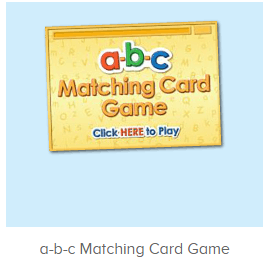 a-b-c
Matching Card
Game
Click HERE to Play
a-b-c Matching Card Game